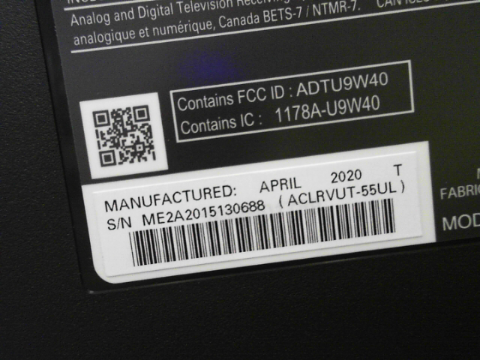 Analog and Digital Television Receiving
analogique et numérique, Canada BETS-7 / NTMR-7.
Contains FCC ID : ADTU9W40
Contains IC : 1178A-U9W40
MANUFACTURED: APRIL 2020 T
S/N ME2A2015130688 (ACLRVUT-55UL)
FABRIC
MOD